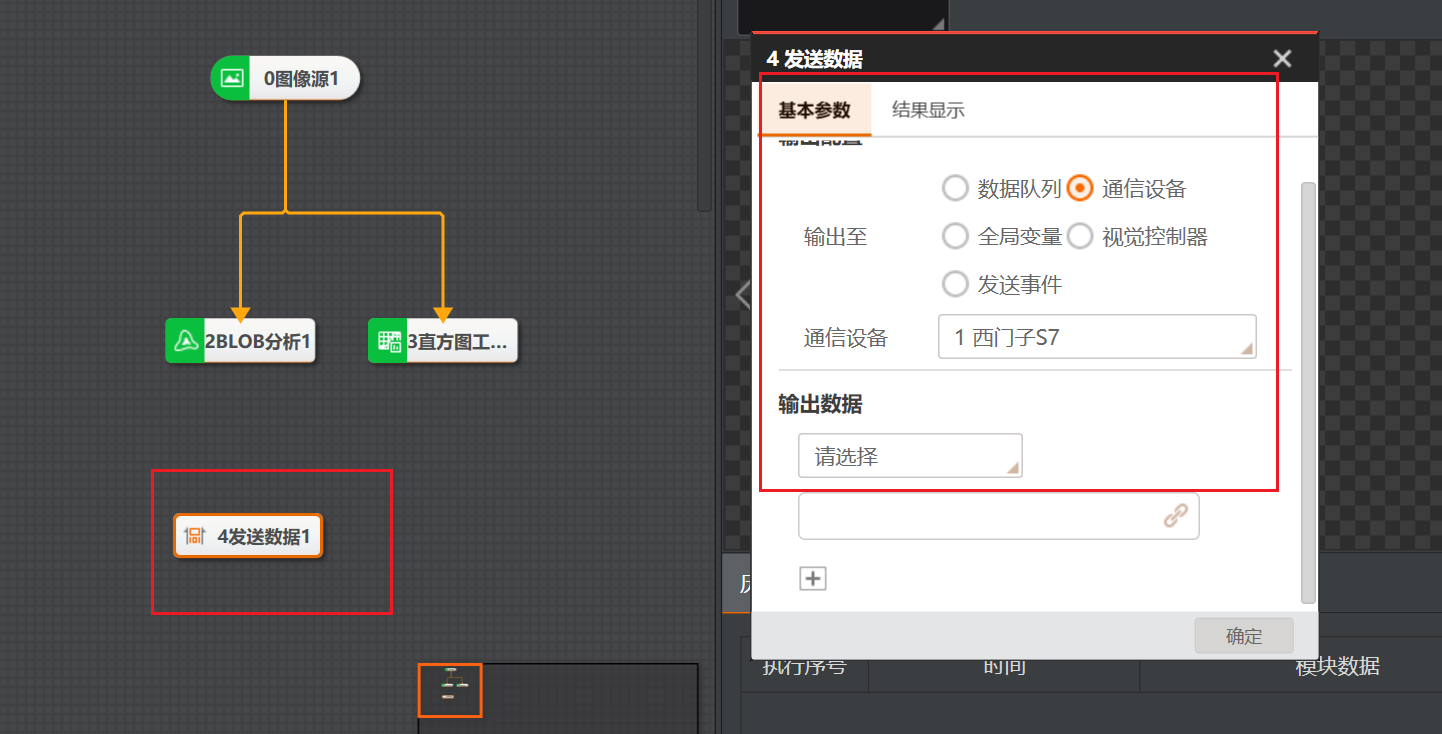 0图像源1
2BLOB分析1
3直方图工...
4发送数据1
4 发送数据
基本参数
结果显示
输出配置
数据队列
通信设备
输出至
全局变量
视觉控制器
发送事件
通信设备
1 西门子S7
输出数据
请选择
确定
执行序号
时间
模块数据